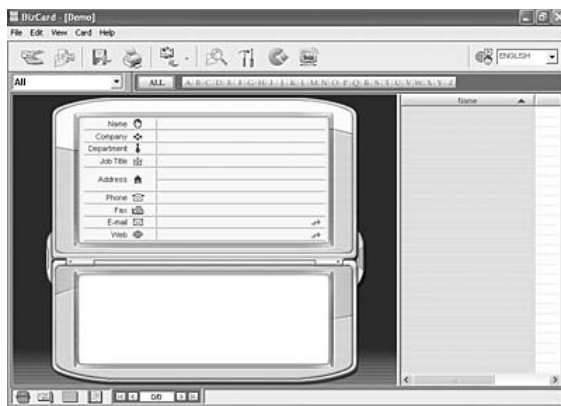 BizCard - [Demo]
File Edit View Card Help
ENGLISH
All
ALL A B C D E F G H I J K L M N O P Q R S T U V W X Y Z
Name
Name
Company
Department
Job Title
Address
Phone
Fax
E-mail
Web
0/0